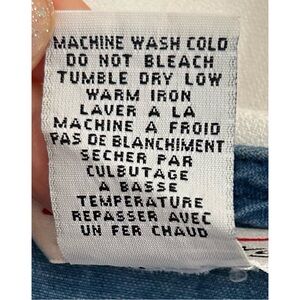 MACHINE WASH COLD
DO NOT BLEACH
TUMBLE DRY LOW
WARM IRON
LAVER A LA
MACHINE A FROID
PAS DE BLANCHIMENT
SECHER PAR
CULBUTAGE
A BASSE
TEMPERATURE
REPASSER AVEC
UN FER CHAUD